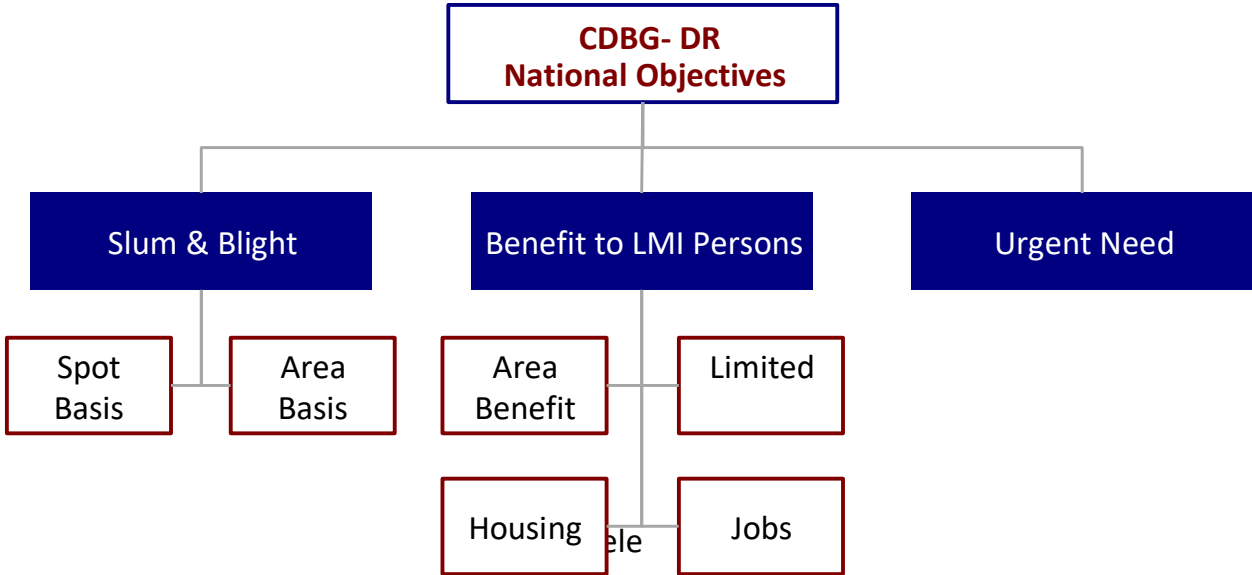 CDBG- DR
National Objectives
Slum & Blight
Benefit to LMI Persons
Urgent Need
Spot
Basis
Area
Basis
Area
Benefit
Limited
Housing
Jobs